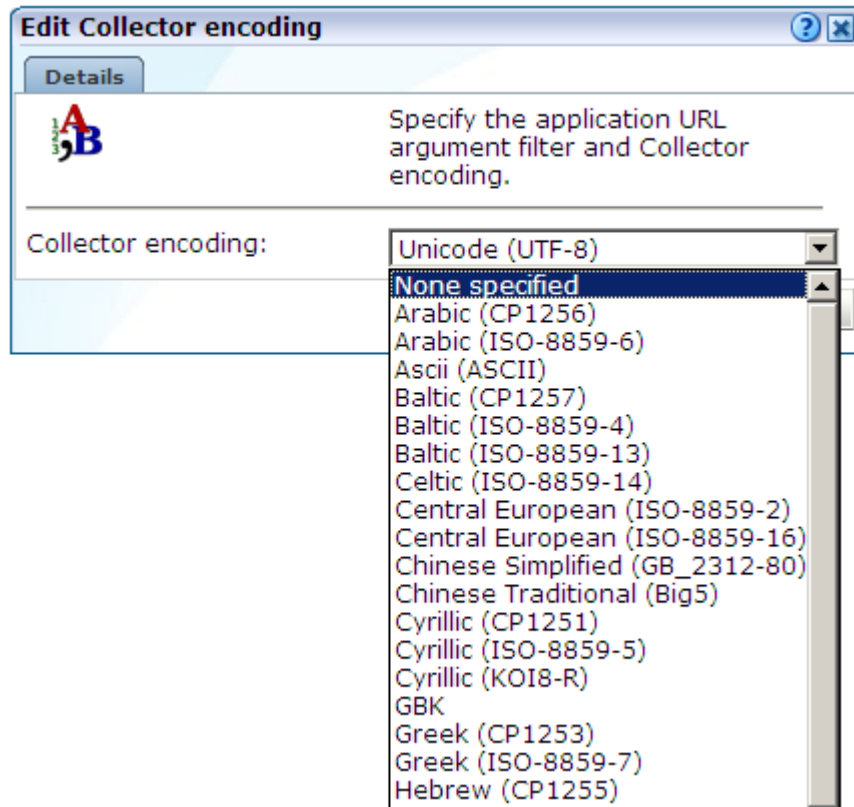 Edit Collector encoding
Details
Specify the application URL
argument filter and Collector
encoding.
Collector encoding:
Unicode (UTF-8)
None specified
Arabic (CP1256)
Arabic (ISO-8859-6)
Ascii (ASCII)
Baltic (CP1257)
Baltic (ISO-8859-4)
Baltic (ISO-8859-13)
Celtic (ISO-8859-14)
Central European (ISO-8859-2)
Central European (ISO-8859-16)
Chinese Simplified (GB_2312-80)
Chinese Traditional (Big5)
Cyrillic (CP1251)
Cyrillic (ISO-8859-5)
Cyrillic (KOI8-R)
GBK
Greek (CP1253)
Greek (ISO-8859-7)
Hebrew (CP1255)